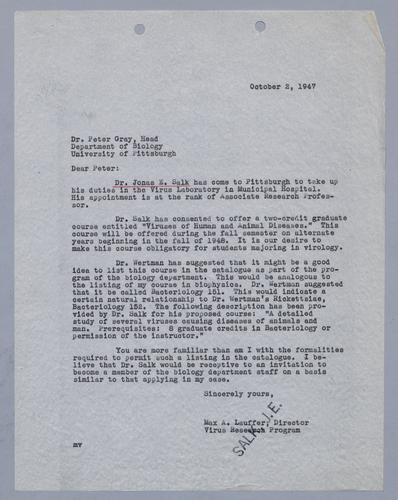 October 2, 1947
Dr. Peter Gray, Head
Department of Biology
University of Pittsburgh
Dear Peter:
Dr. Jonas E. Salk has come to Pittsburgh to take up
his duties in the Virus Laboratory in Municipal Hospital.
His appointment is at the rank of Associate Research Profes-
sor.
Dr. Salk has consented to offer a two-credit graduate
course entitled "Viruses of Human and Animal Diseases." This
course will be offered during the fall semester on alternate
years beginning in the fall of 1948. It is our desire to
make this course obligatory for students majoring in virology.
Dr. Wertman has suggested that it might be a good
idea to list this course in the catalogue as part of the pro-
gram of the biology department. This would be analogous to
the listing of my course in biophysics. Dr. Wertman suggested
that it be called Bacteriology 151. This would indicate a
certain natural relationship to Dr. Wertman's Rickettsiae,
Bacteriology 152. The following description has been pro-
vided by Dr. Salk for his proposed course: "A detailed
study of several viruses causing diseases of animals and
man. Prerequisites: 8 graduate credits in Bacteriology or
permission of the instructor."
You are more familiar than am I with the formalities
required to permit such a listing in the catalogue. I be-
lieve that Dr. Salk would be receptive to an invitation to
become a member of the biology department staff on a basis
similar to that applying in my case.
Sincerely yours,
Max A. Lauffer, Director
Virus Research Program
SALK, J.E.
mv